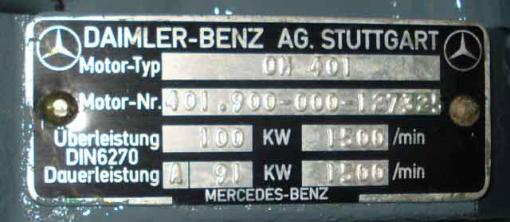 DAIMLER-BENZ AG. STUTTGART
Motor-Typ OM 401
Motor-Nr. 401.900-000-127325
Überleistung 100 KW 1500 /min
DIN6270
Dauerleistung A 91 KW 1500 /min
MERCEDES-BENZ